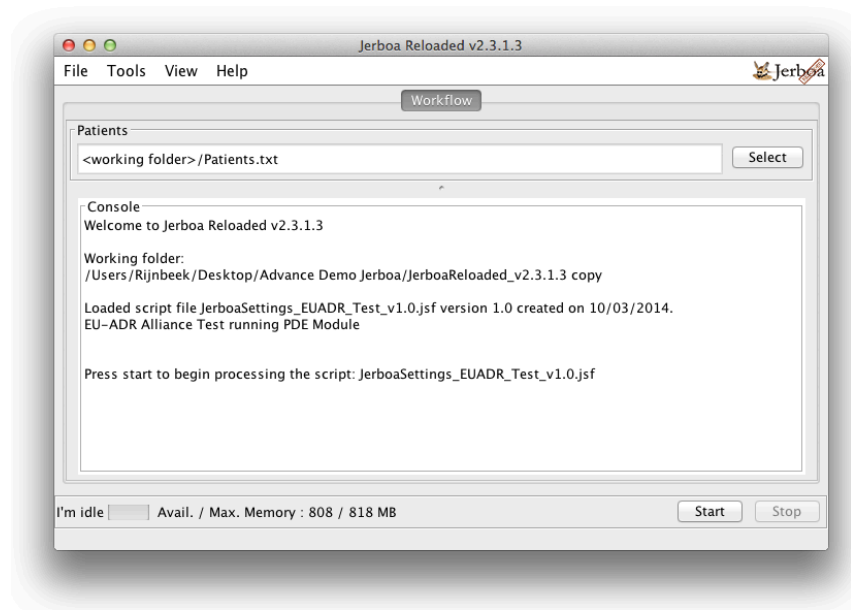 Jerboa Reloaded v2.3.1.3
File Tools View Help
Jerboa
Workflow
Patients
<working folder>/Patients.txt
Select
Console
Welcome to Jerboa Reloaded v2.3.1.3
Working folder:
/Users/Rijnbeek/Desktop/Advance Demo Jerboa/JerboaReloaded_v2.3.1.3 copy
Loaded script file JerboaSettings_EUADR_Test_v1.0.jsf version 1.0 created on 10/03/2014.
EU-ADR Alliance Test running PDE Module
Press start to begin processing the script: JerboaSettings_EUADR_Test_v1.0.jsf
I'm idle Avail. / Max. Memory : 808 / 818 MB
Start Stop